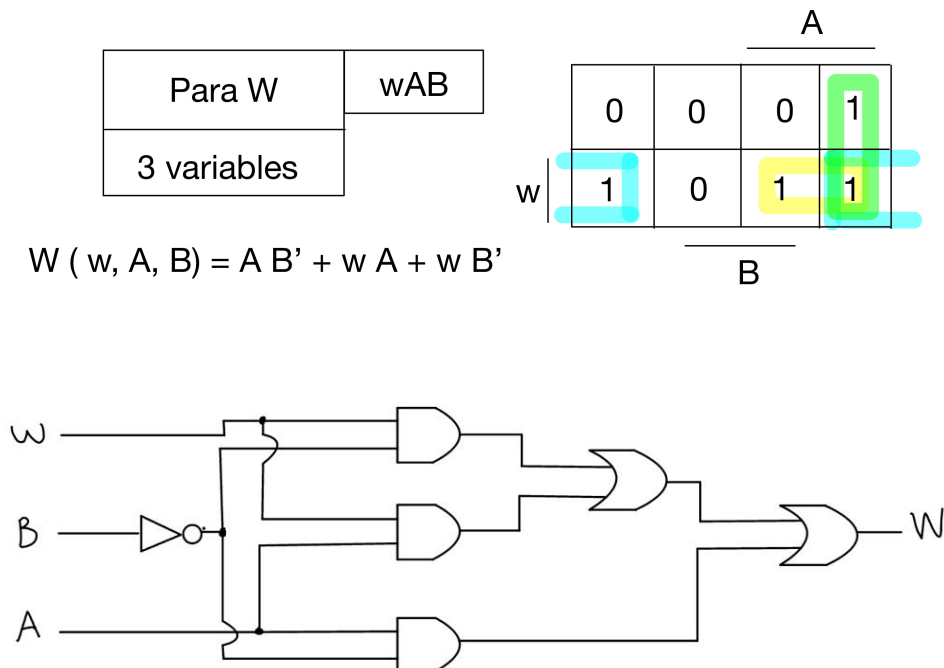 Para W
wAB
3 variables
W ( w, A, B) = A B’ + w A + w B’
A
0 0 0 1
w 1 0 1 1
B
w
B
A
W